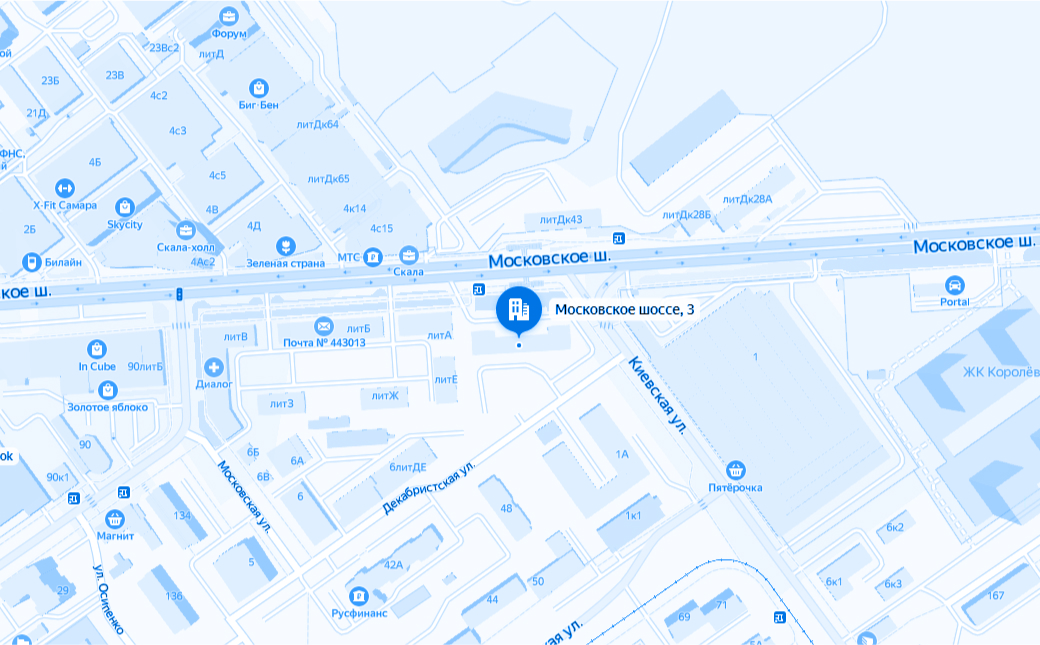 Форум
23Вс2
литД
ой
23Б
23В
4с2
Биг Бен
21Д
литДк64
4с3
ФНС,
й
4Б
4с5
литДк65
X-Fit Самара
4В
4к14
литДк28А
Skycity
4Д
4с15
литДк43
литДк28Б
2Б
Скала-холл
Московское ш.
Билайн
4Ас2
Зеленая страна
МТС
Скала
Московское ш.
кое ш.
Portal
Московское шоссе, 3
литВ
литБ
литА
Почта № 443013
In Cube
90литБ
1
Диалог
литЕ
ЖК Королёв
Киевская ул.
Золотое яблоко
литЗ
литЖ
90
6Б
6А
1А
ok
6литДЕ
Московская ул.
90к1
6В
Декабристская ул.
Пятёрочка
6
48
134
1к1
6к2
Магнит
5
42А
50
6к1
6к3
29
ул. Осипенко
136
44
167
Русфинанс
71
69
5А
ая ул.